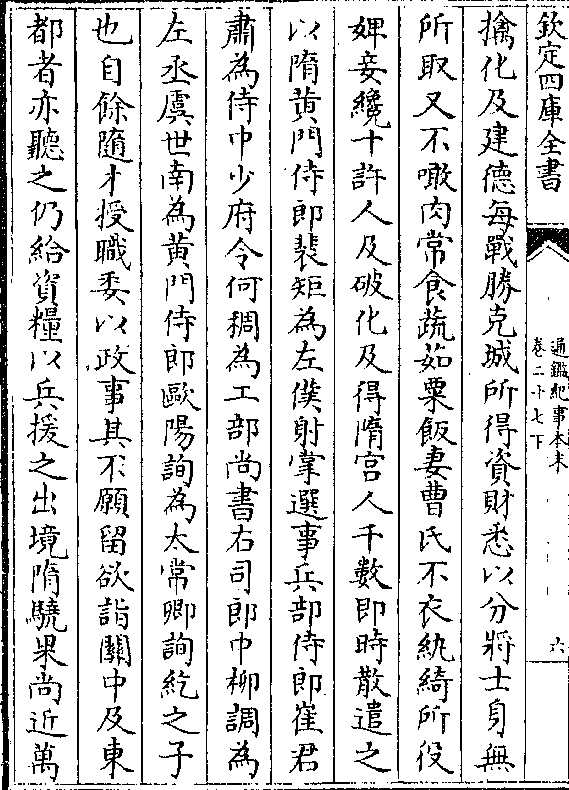 欽定四庫全書
通鑑紀事本末
卷二十七下
六
擒化及建德每戰勝克城所得資財悉以分將士身無
所取又不噉肉常食蔬茹粟飯妻曹氏不衣紈綺所役
婢妾纔十許人及破化及得隋宫人千數即時散遣之
以隋黄門侍郎裴矩為左僕射掌選事兵部侍郎崔君
肅為侍中少府令何稠為工部尚書右司郎中栁調為
左丞虞世南為黄門侍郎歐陽詢為太常卿詢紇之子
也自餘隨才授職委以政事其不願留欲詣關中及東
都者亦聽之仍給資糧以兵援之出境隋驍果尚近萬